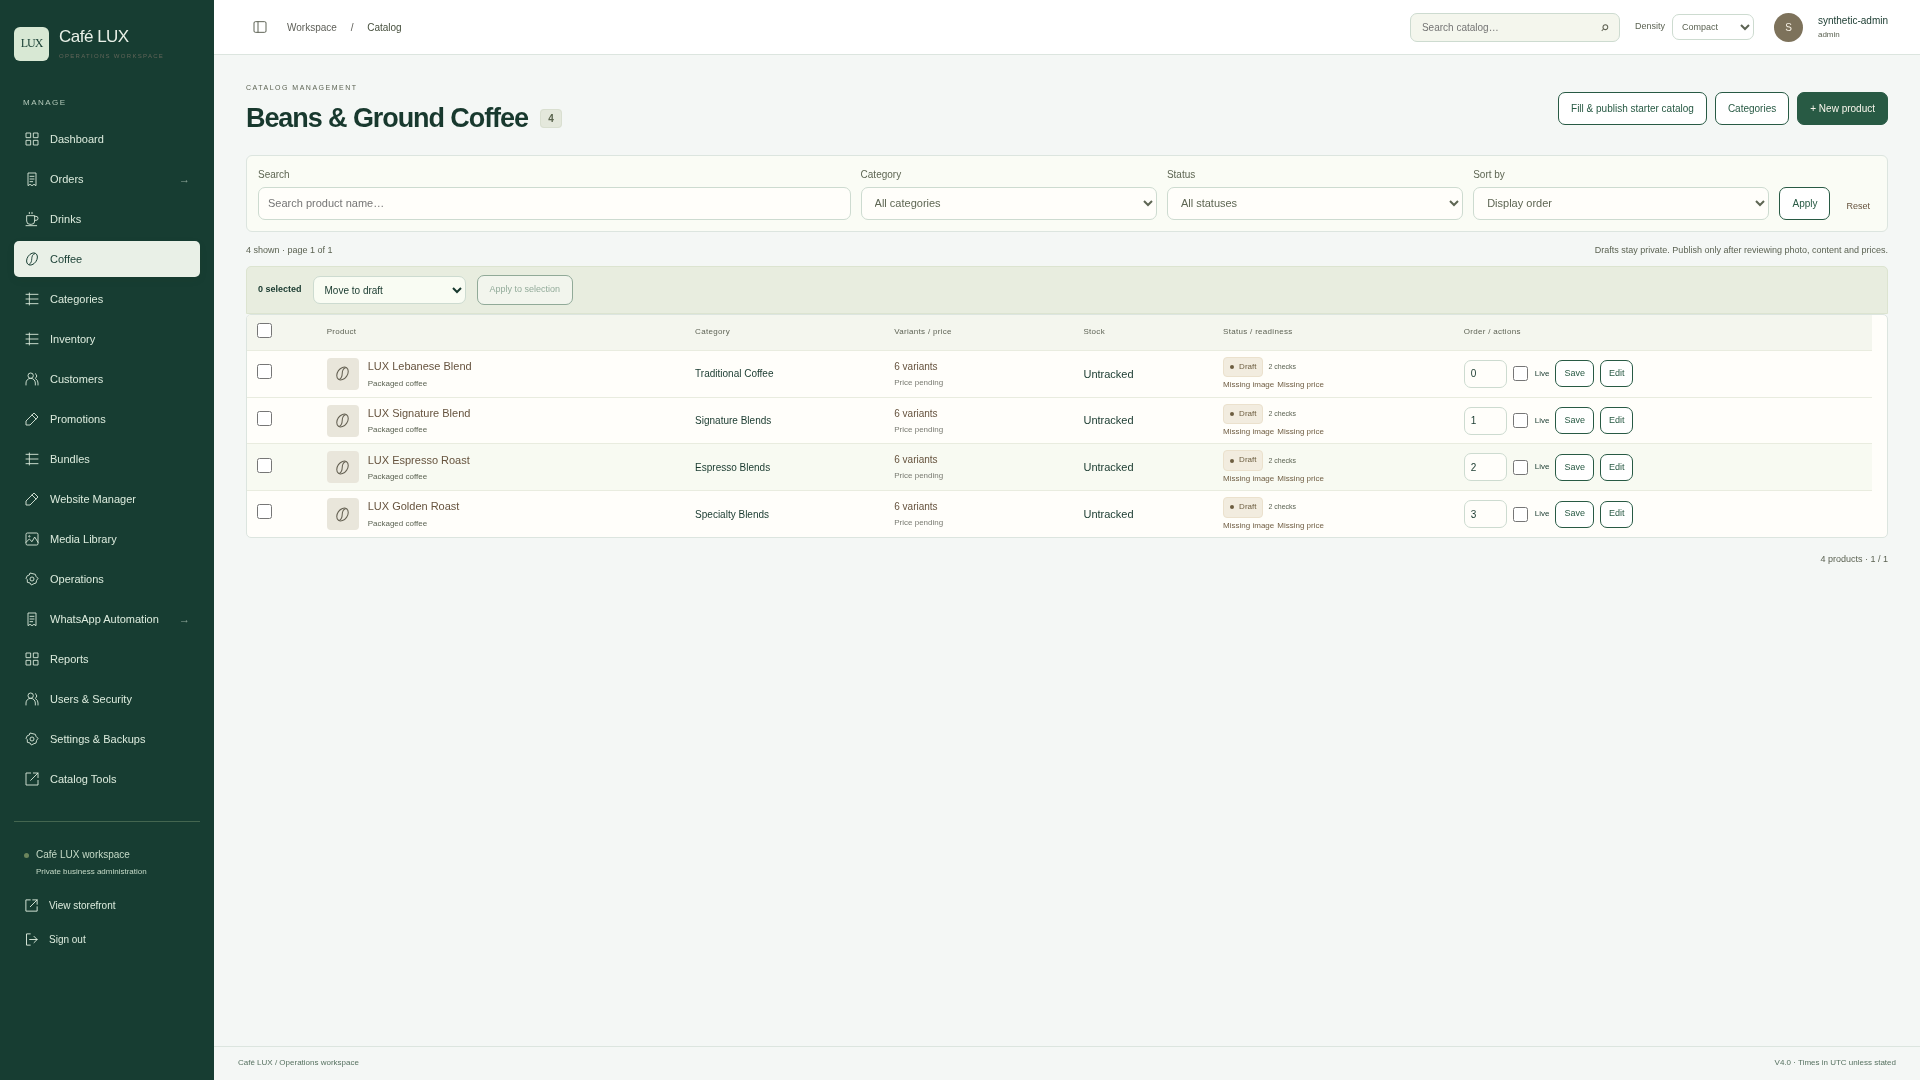 LUX
Café LUX
OPERATIONS WORKSPACE
MANAGE
Dashboard
Orders →
Drinks
Coffee
Categories
Inventory
Customers
Promotions
Bundles
Website Manager
Media Library
Operations
WhatsApp Automation →
Reports
Users & Security
Settings & Backups
Catalog Tools
Café LUX workspace
Private business administration
View storefront
Sign out
Workspace / Catalog
Search catalog…
Density Compact
S
synthetic-admin
admin
CATALOG MANAGEMENT
Beans & Ground Coffee 4
Fill & publish starter catalog Categories + New product
Search Category Status Sort by
Search product name… All categories All statuses Display order Apply Reset
4 shown · page 1 of 1 Drafts stay private. Publish only after reviewing photo, content and prices.
0 selected Move to draft Apply to selection
Product Category Variants / price Stock Status / readiness Order / actions
LUX Lebanese Blend
Packaged coffee
Traditional Coffee
6 variants
Price pending
Untracked
Draft 2 checks
Missing image Missing price
0 Live Save Edit
LUX Signature Blend
Packaged coffee
Signature Blends
6 variants
Price pending
Untracked
Draft 2 checks
Missing image Missing price
1 Live Save Edit
LUX Espresso Roast
Packaged coffee
Espresso Blends
6 variants
Price pending
Untracked
Draft 2 checks
Missing image Missing price
2 Live Save Edit
LUX Golden Roast
Packaged coffee
Specialty Blends
6 variants
Price pending
Untracked
Draft 2 checks
Missing image Missing price
3 Live Save Edit
4 products · 1 / 1
Café LUX / Operations workspace
V4.0 · Times in UTC unless stated